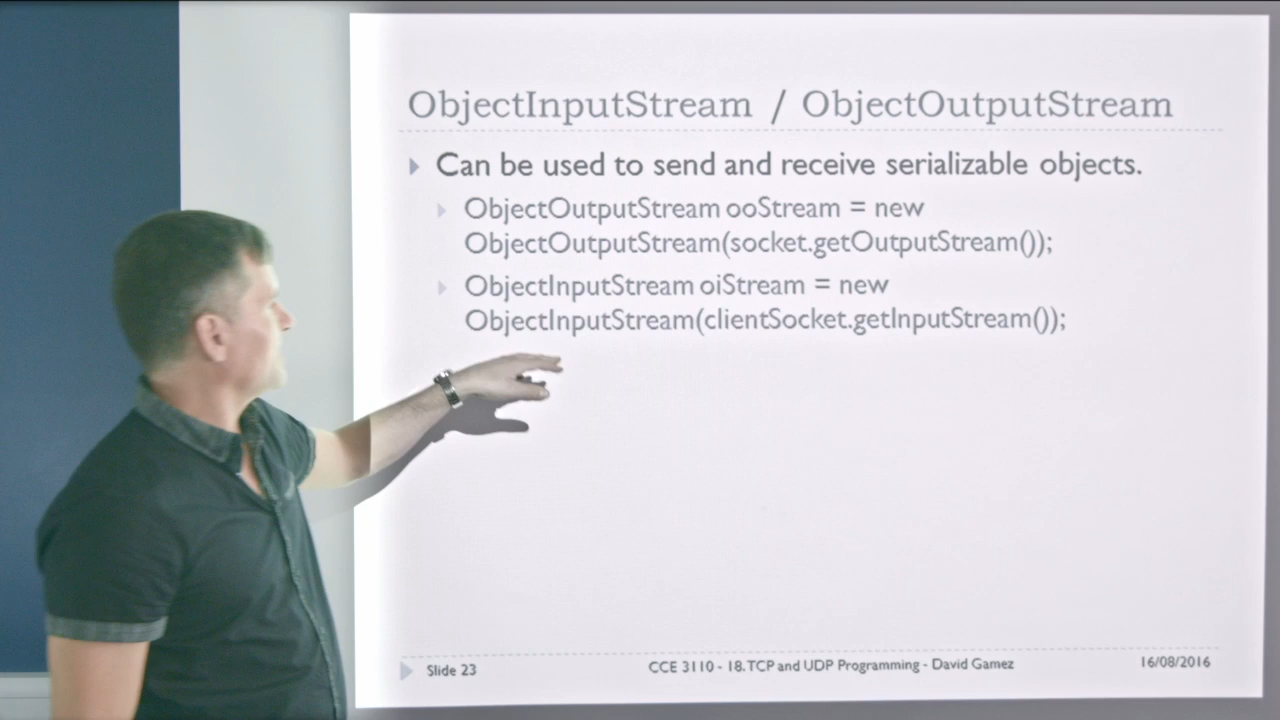 ObjectInputStream / ObjectOutputStream
Can be used to send and receive serializable objects.
ObjectOutputStream ooStream = new
ObjectOutputStream(socket.getOutputStream());
ObjectInputStream oiStream = new
ObjectInputStream(clientSocket.getInputStream());
Slide 23
CCE 3110 - 18. TCP and UDP Programming - David Gamez
16/08/2016